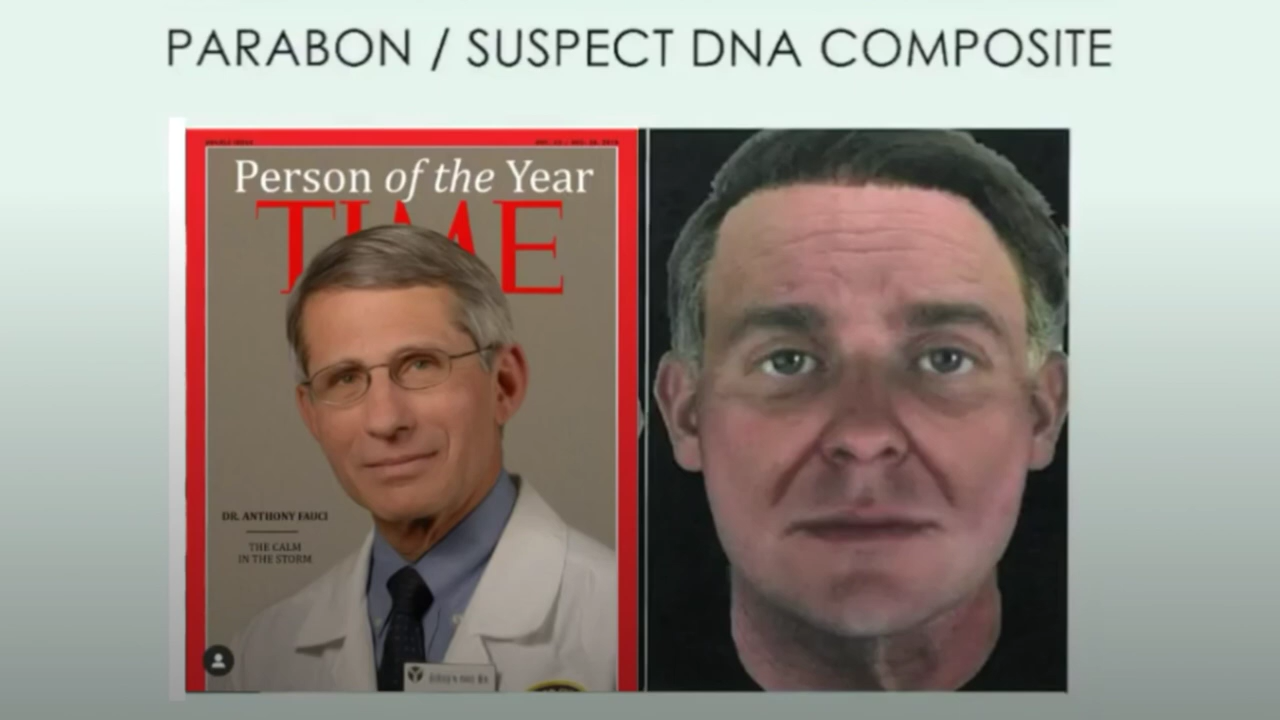 PARABON / SUSPECT DNA COMPOSITE
Person of the Year
TIME
DR. ANTHONY FAUCI
THE CALM
IN THE STORM